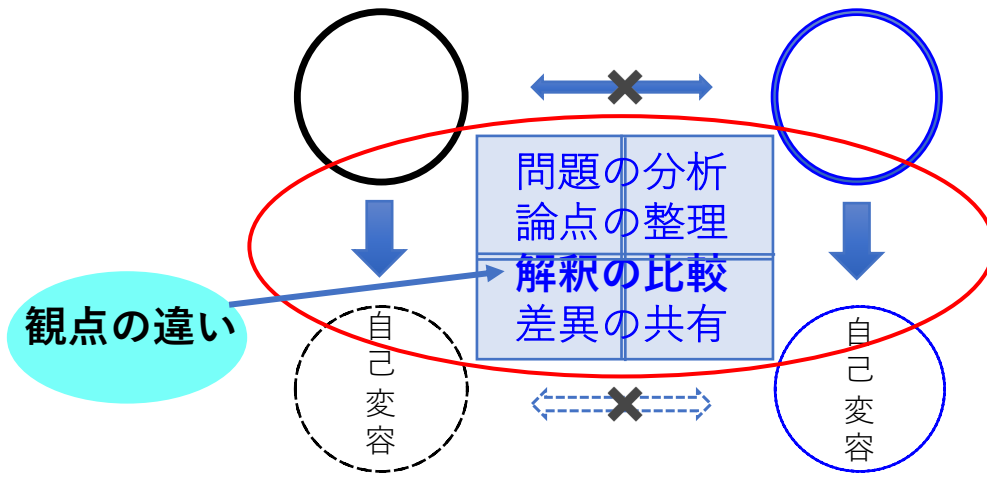 問題の分析
論点の整理
解釈の比較
差異の共有
観点の違い
自己変容
自己変容